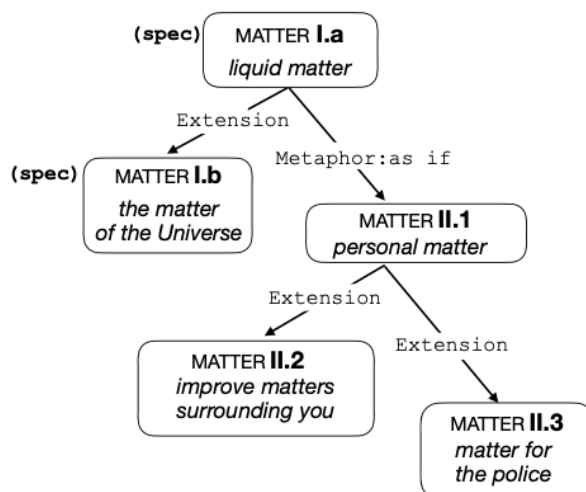 (spec)
MATTER I.a
liquid matter
Extension
Metaphor:as if
(spec)
MATTER I.b
the matter
of the Universe
MATTER II.1
personal matter
Extension
Extension
MATTER II.2
improve matters
surrounding you
MATTER II.3
matter for
the police